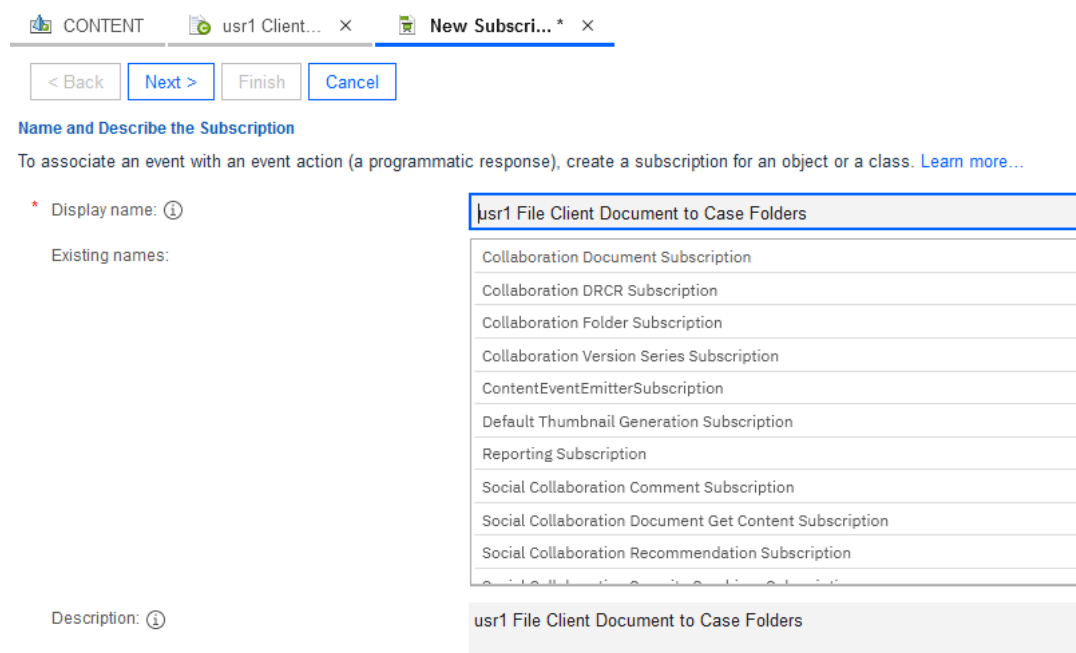 CONTENT usr1 Client... × New Subscri... * ×
< Back Next > Finish Cancel
Name and Describe the Subscription
To associate an event with an event action (a programmatic response), create a subscription for an object or a class. Learn more...
* Display name: usr1 File Client Document to Case Folders
Existing names: Collaboration Document Subscription
Collaboration DRCR Subscription
Collaboration Folder Subscription
Collaboration Version Series Subscription
ContentEventEmitterSubscription
Default Thumbnail Generation Subscription
Reporting Subscription
Social Collaboration Comment Subscription
Social Collaboration Document Get Content Subscription
Social Collaboration Recommendation Subscription
Description: usr1 File Client Document to Case Folders